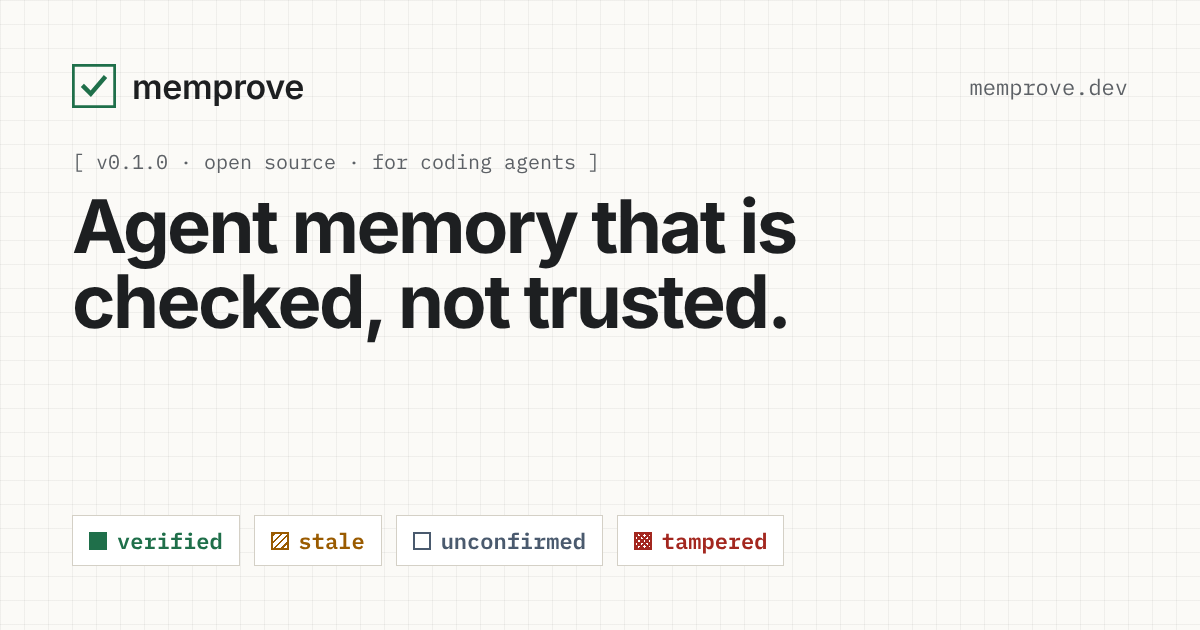 memprove
memprove.dev
[ v0.1.0 · open source · for coding agents ]
Agent memory that is
checked, not trusted.
verified
stale
unconfirmed
tampered